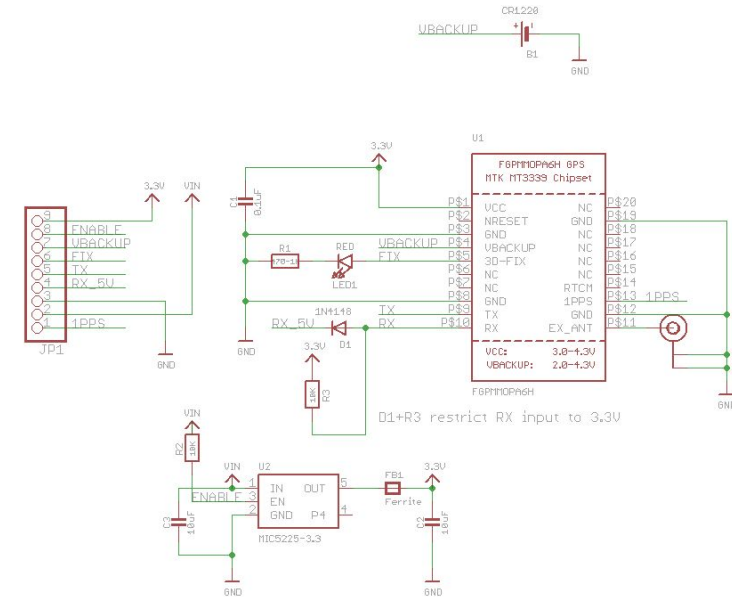 CR1220
VBACKUP
B1
GND
U1
FGPMMOPA6H GPS
MTK MT3339 Chipset
3.3V
P$1 VCC NC P$20
P$2 NRESET GND P$19
P$3 GND NC P$18
VBACKUP P$4 VBACKUP NC P$17
FIX P$5 3D-FIX NC P$16
P$6 NC NC P$15
P$7 NC RTCM P$14
P$8 GND 1PPS P$13 1PPS
TX P$9 TX GND P$12
RX P$10 RX EX_ANT P$11
VCC: 3.0-4.3V
VBACKUP: 2.0-4.3V
FGPMMOPA6H
GND
C1
0.1uF
R1
RED
LED1
GND
1N4148
RX_5V
D1
3.3V
R3
10K
3.3V
VIN
9
8 ENABLE
7 VBACKUP
6 FIX
5 TX
4 RX_5V
3
2
1 1PPS
JP1
GND
D1+R3 restrict RX input to 3.3V
VIN
R2
10K
VIN
U2
ENABLE
1 IN OUT 5
3 EN
2 GND P4 4
MIC5225-3.3
C3
10uF
GND
FB1
Ferrite
3.3V
C2
10uF
GND